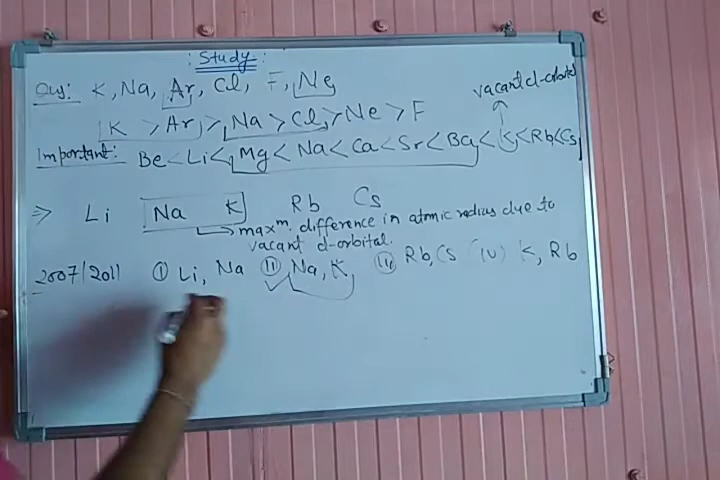 : Study :
Ques: K, Na, Ar, Cl, F, Ne
vacant d-orbital
K > Ar > Na > Cl > Ne > F
Important: Be < Li < Mg < Na < Ca < Sr < Ba < K < Rb < Cs
⇒ Li Na K Rb Cs
maxm. difference in atomic radius due to
vacant d-orbital.
2007/2011 (i) Li, Na (ii) Na, K (iii) Rb, Cs (iv) K, Rb